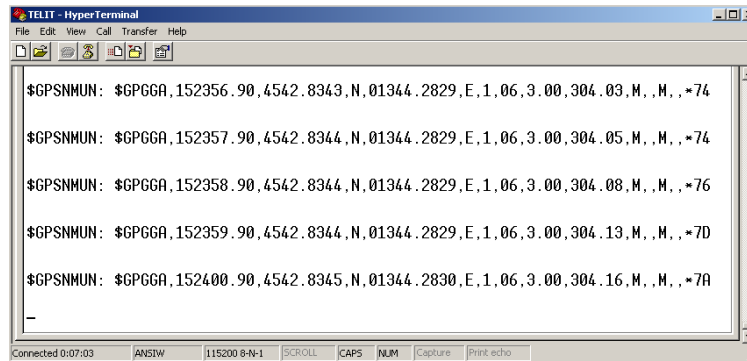 TELIT - HyperTerminal
File Edit View Call Transfer Help
$GPSNMUN: $GPGGA,152356.90,4542.8343,N,01344.2829,E,1,06,3.00,304.03,M,,M,,*74
$GPSNMUN: $GPGGA,152357.90,4542.8344,N,01344.2829,E,1,06,3.00,304.05,M,,M,,*74
$GPSNMUN: $GPGGA,152358.90,4542.8344,N,01344.2829,E,1,06,3.00,304.08,M,,M,,*76
$GPSNMUN: $GPGGA,152359.90,4542.8344,N,01344.2829,E,1,06,3.00,304.13,M,,M,,*7D
$GPSNMUN: $GPGGA,152400.90,4542.8345,N,01344.2830,E,1,06,3.00,304.16,M,,M,,*7A
_
Connected 0:07:03 ANSIW 115200 8-N-1 SCROLL CAPS NUM Capture Print echo